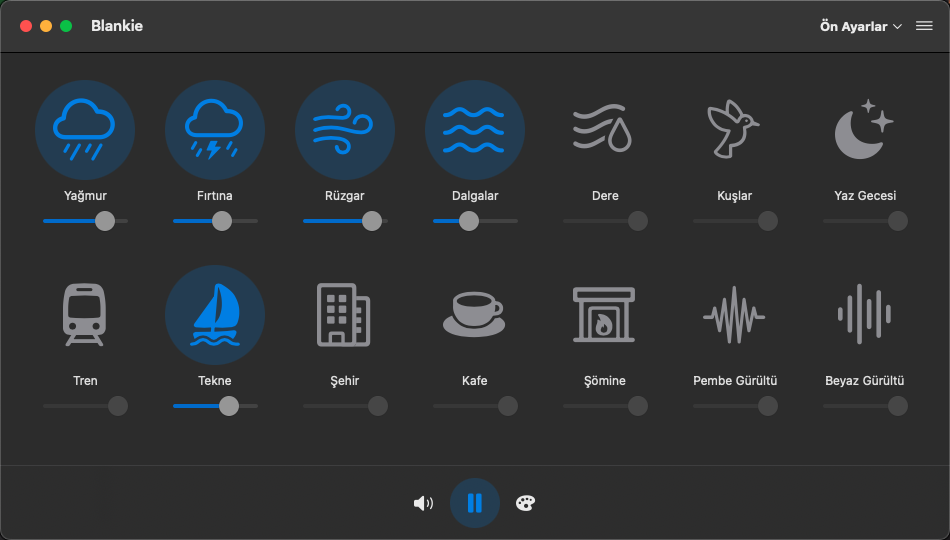 Blankie
Ön Ayarlar
Yağmur
Fırtına
Rüzgar
Dalgalar
Dere
Kuşlar
Yaz Gecesi
Tren
Tekne
Şehir
Kafe
Şömine
Pembe Gürültü
Beyaz Gürültü